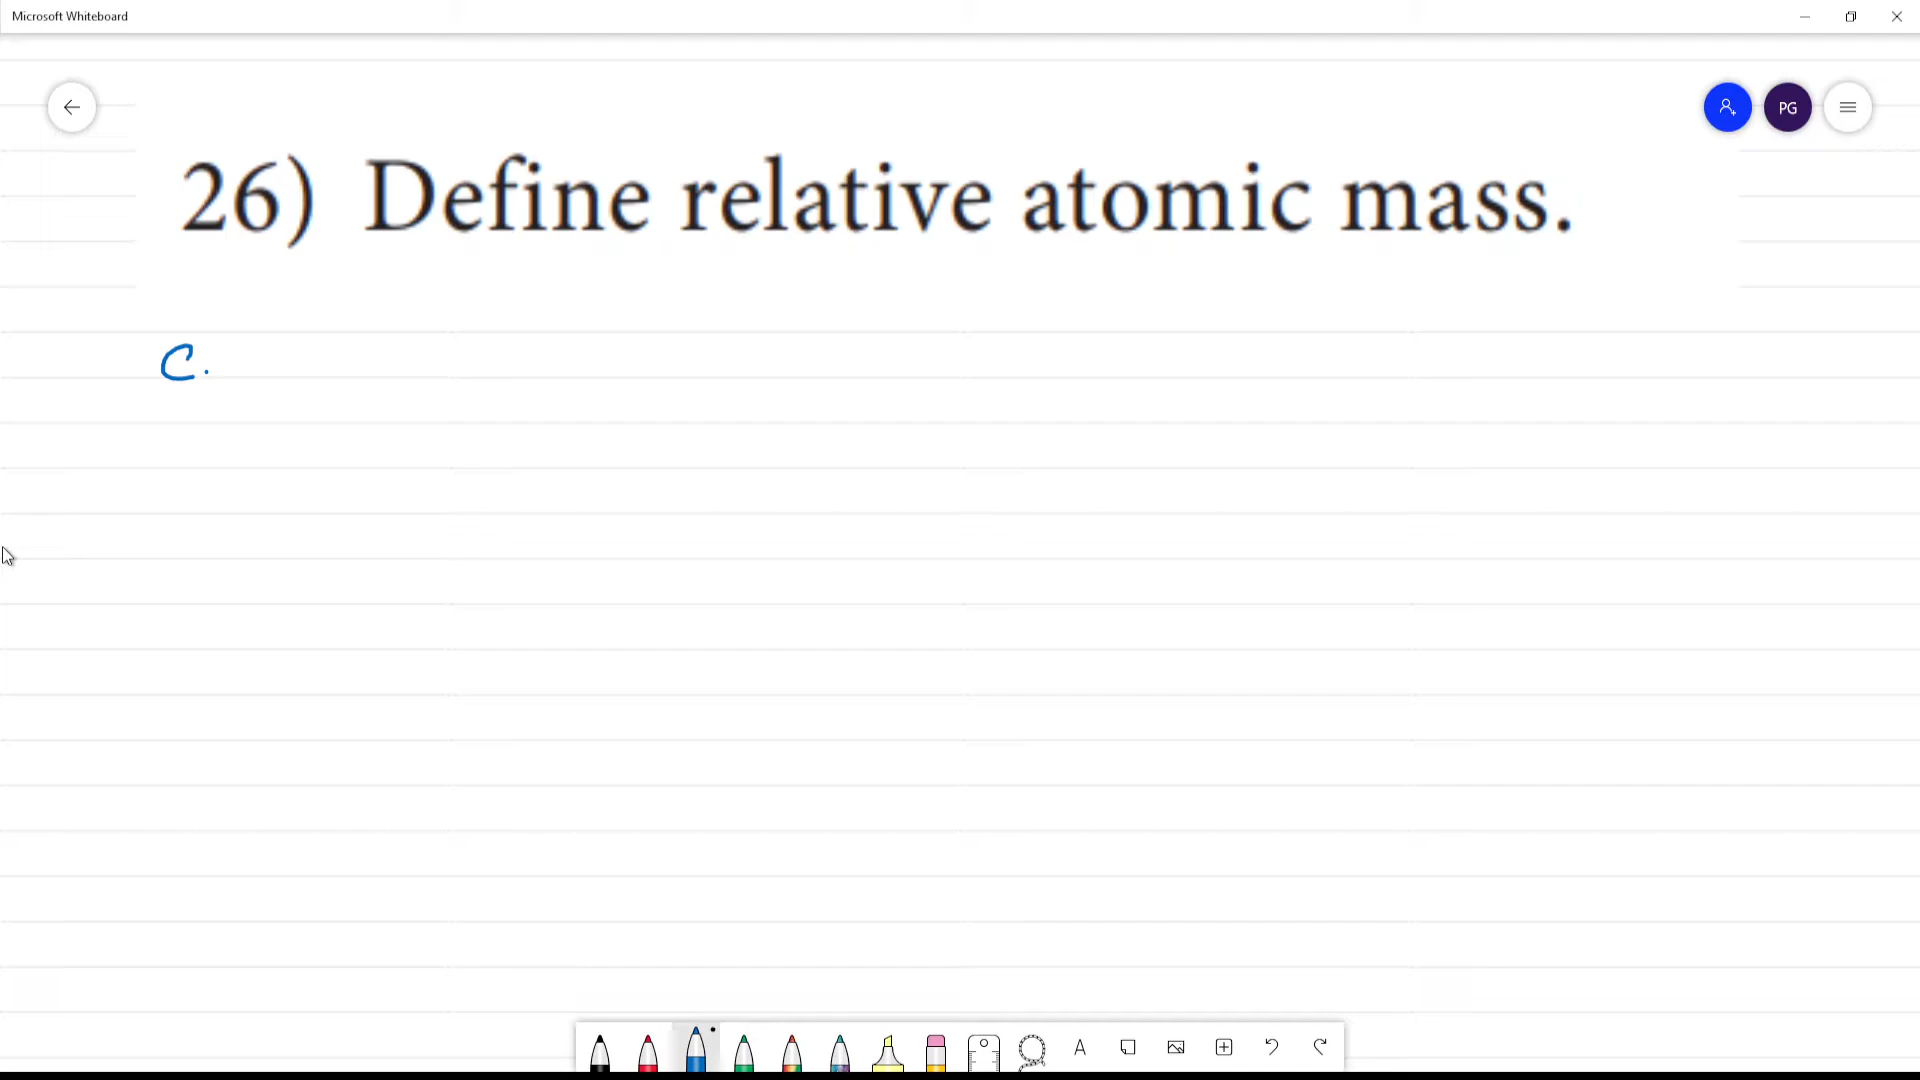 Microsoft Whiteboard
PG
26) Define relative atomic mass.
C.
A